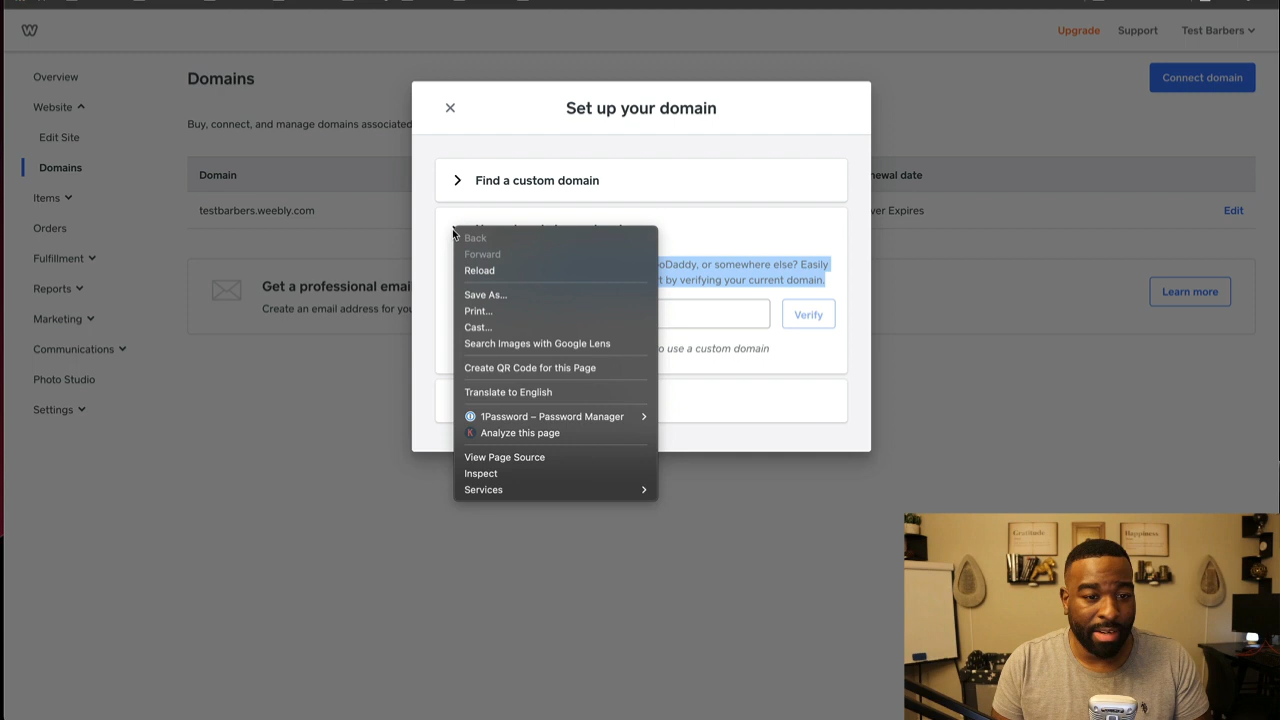 Upgrade
Support
Test Barbers
Overview
Website
Edit Site
Domains
Items
Orders
Fulfillment
Reports
Marketing
Communications
Photo Studio
Settings
Domains
Connect domain
Buy, connect, and manage domains associated
Domain
newal date
testbarbers.weebly.com
ver Expires
Edit
Get a professional emai
Create an email address for you
Learn more
Set up your domain
Find a custom domain
oDaddy, or somewhere else? Easily
t by verifying your current domain.
Verify
o use a custom domain
Back
Forward
Reload
Save As...
Print...
Cast...
Search Images with Google Lens
Create QR Code for this Page
Translate to English
1Password – Password Manager
Analyze this page
View Page Source
Inspect
Services
Gratitude
Happiness